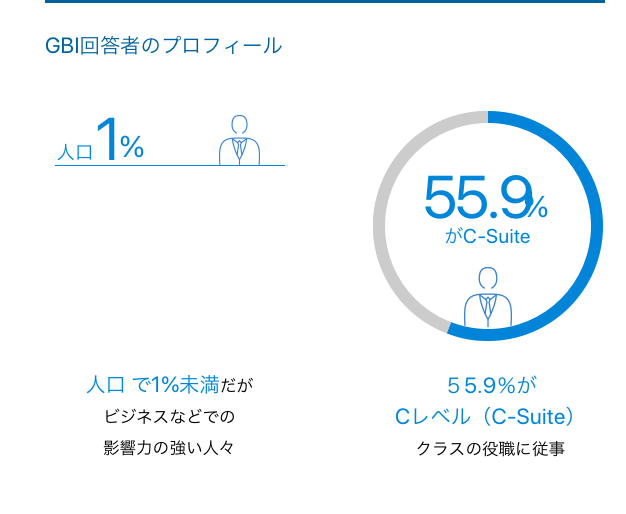 GBI回答者のプロフィール
人口 1%
55.9%
がC-Suite
人口 で1%未満だが
ビジネスなどでの
影響力の強い人々
５5.9％が
Cレベル（C-Suite）
クラスの役職に従事